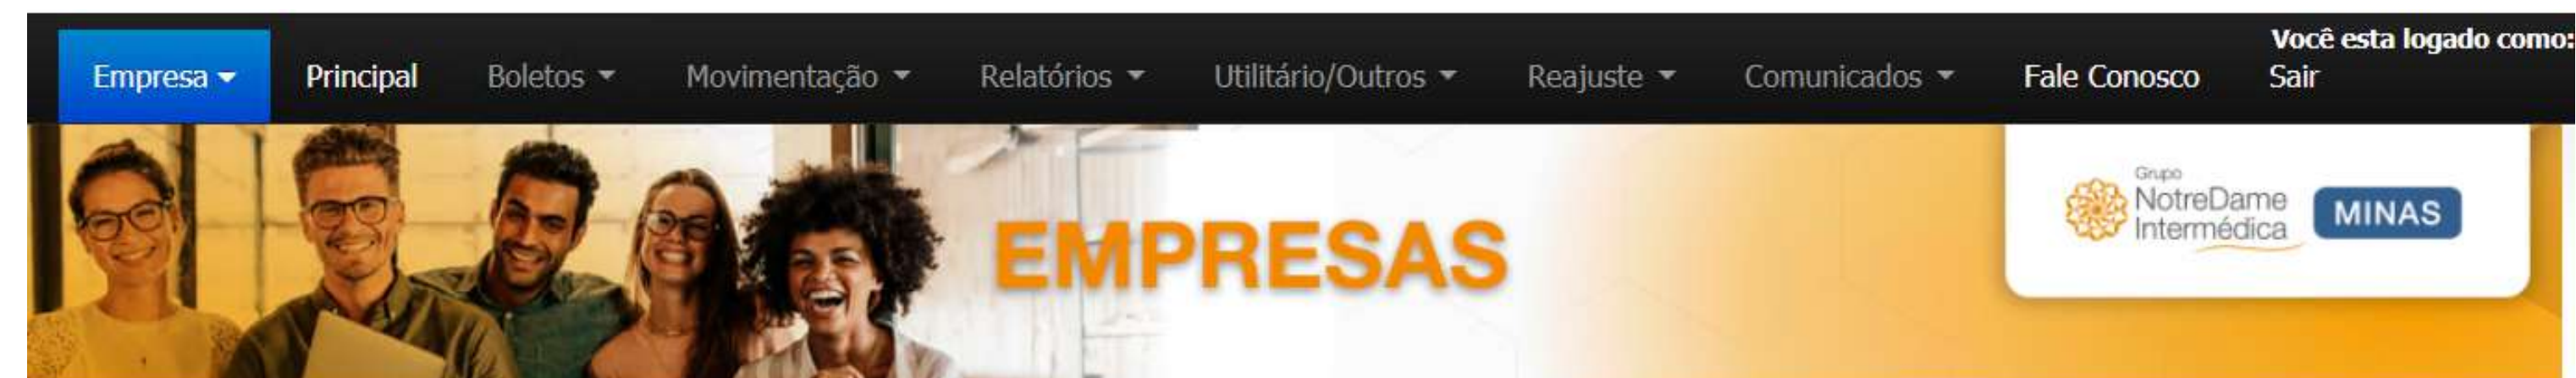 Você esta logado como:
Empresa Principal Boletos Movimentação Relatórios Utilitário/Outros Reajuste Comunicados Fale Conosco Sair
EMPRESAS
Grupo
NotreDame
Intermédica
MINAS